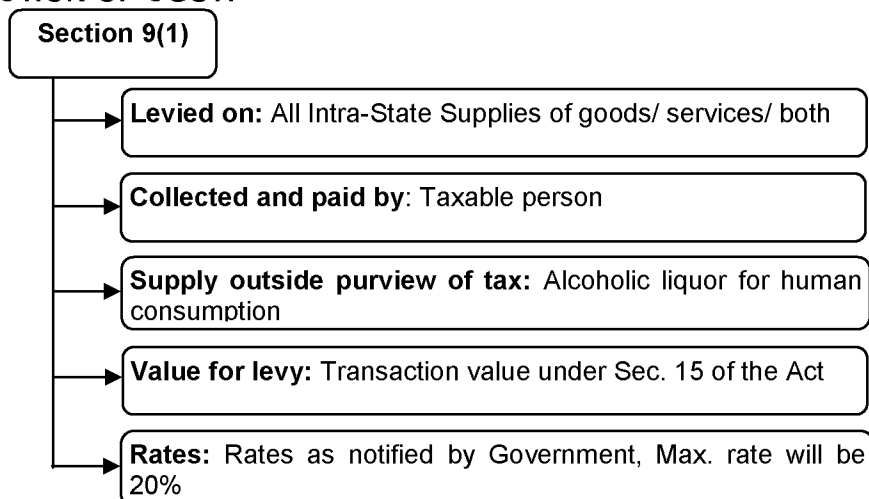 Section 9(1)
Levied on: All Intra-State Supplies of goods/ services/ both
Collected and paid by: Taxable person
Supply outside purview of tax: Alcoholic liquor for human
consumption
Value for levy: Transaction value under Sec. 15 of the Act
Rates: Rates as notified by Government, Max. rate will be
20%